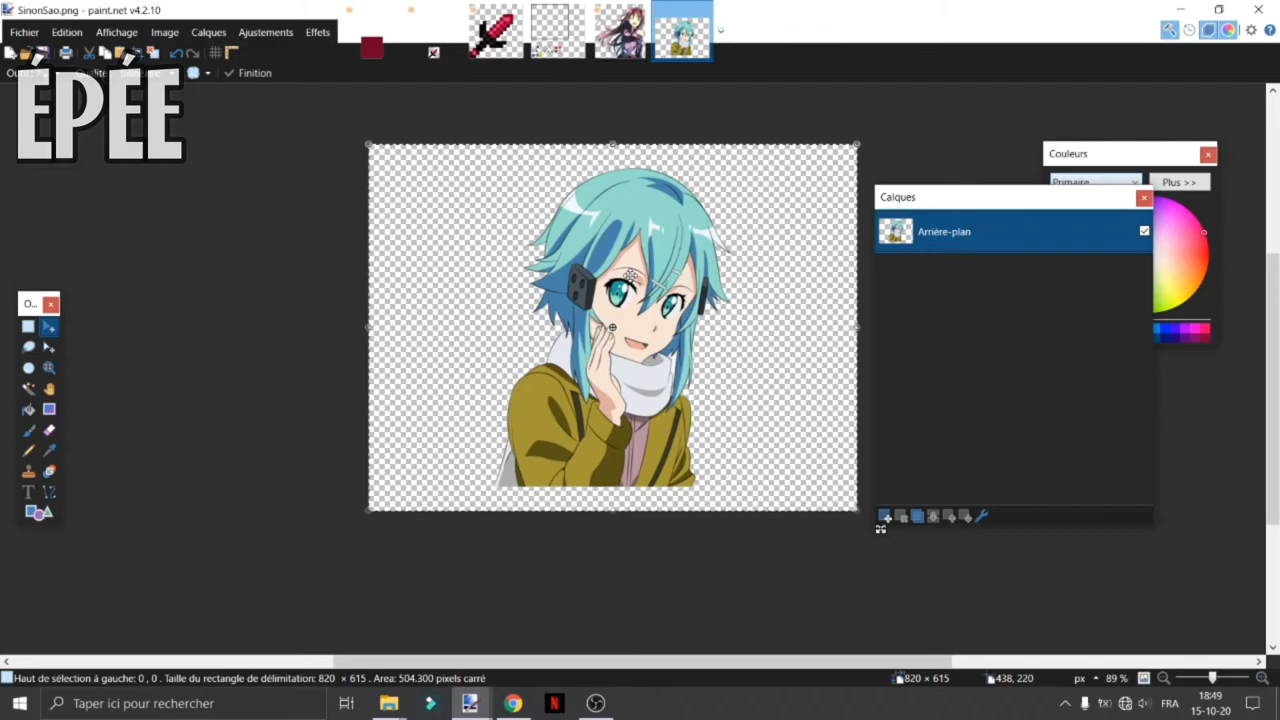 SinonSao.png - paint.net v4.2.10
Fichier Edition Affichage Image Calques Ajustements Effets
Finition
ÉPÉE
Couleurs
Primaire
Plus >>
Calques
Arrière-plan
O...
Haut de sélection à gauche: 0 , 0 . Taille du rectangle de délimitation: 820 × 615 . Area: 504.300 pixels carré
820 × 615
438, 220
px
89 %
Taper ici pour rechercher
FRA
18:49
15-10-20